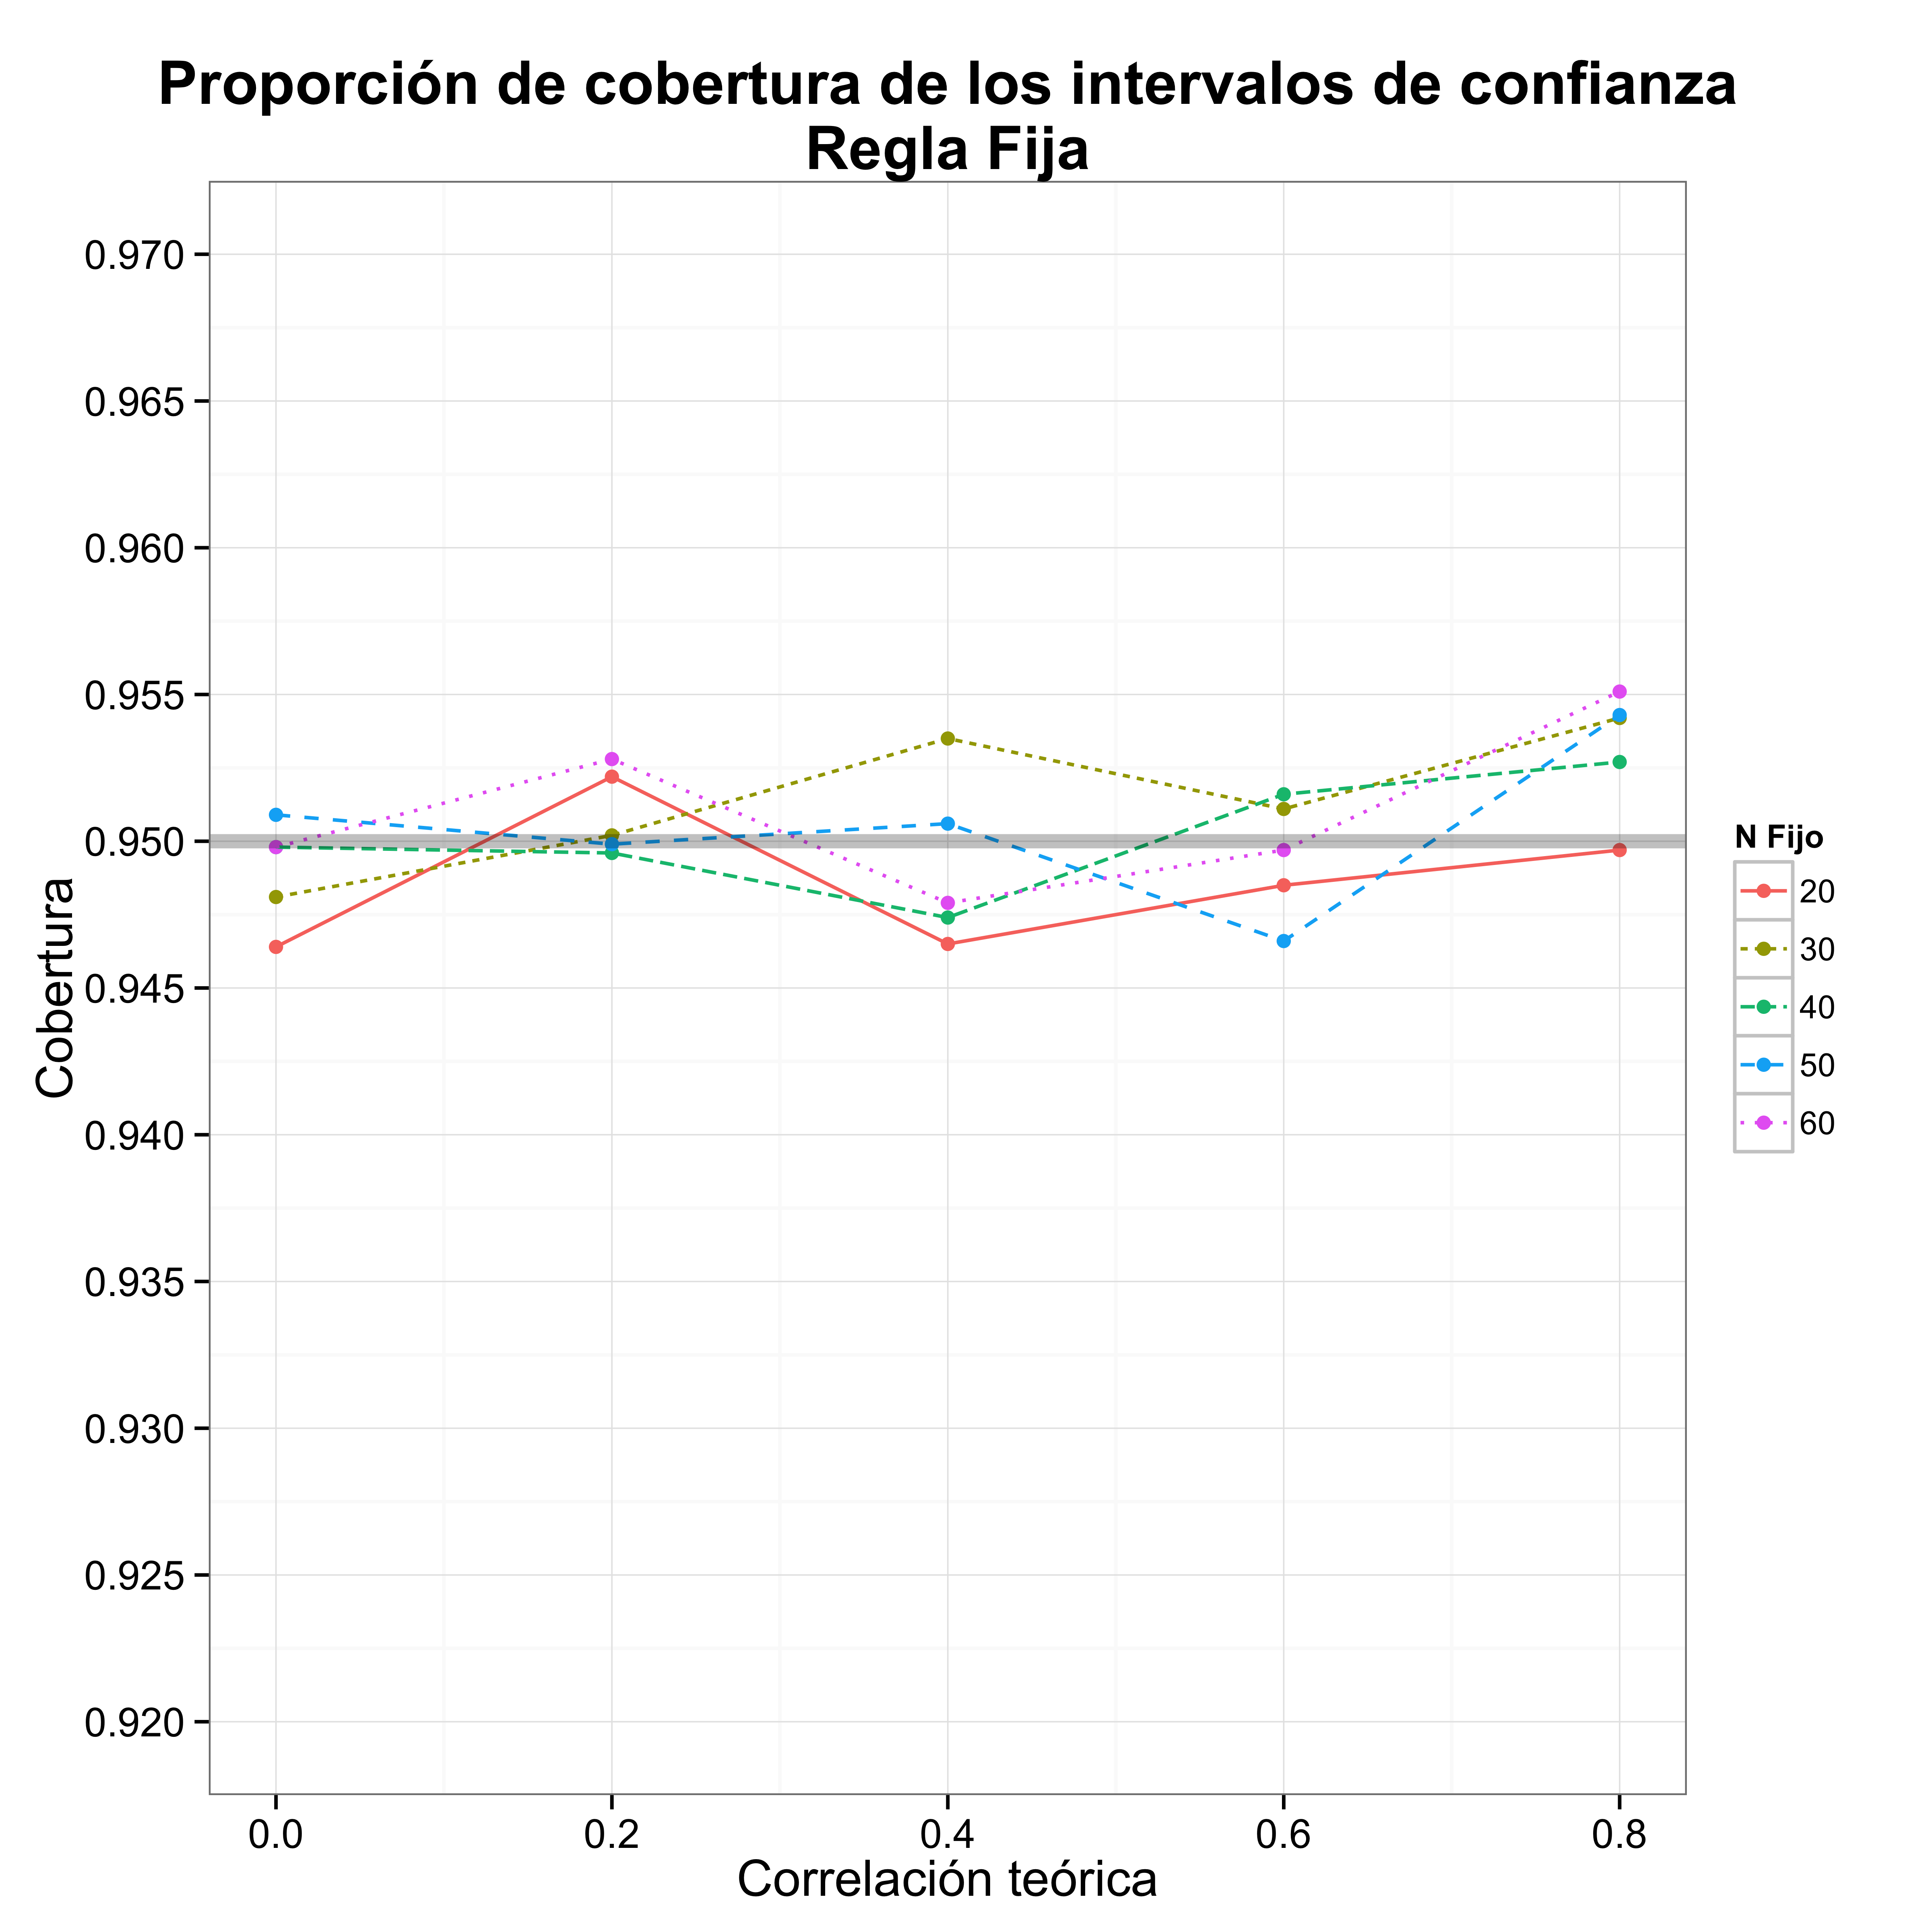 Proporción de cobertura de los intervalos de confianza
Regla Fija
0.970
0.965
0.960
0.955
0.950
0.945
0.940
0.935
0.930
0.925
0.920
Cobertura
0.0 0.2 0.4 0.6 0.8
Correlación teórica
N Fijo
20
30
40
50
60